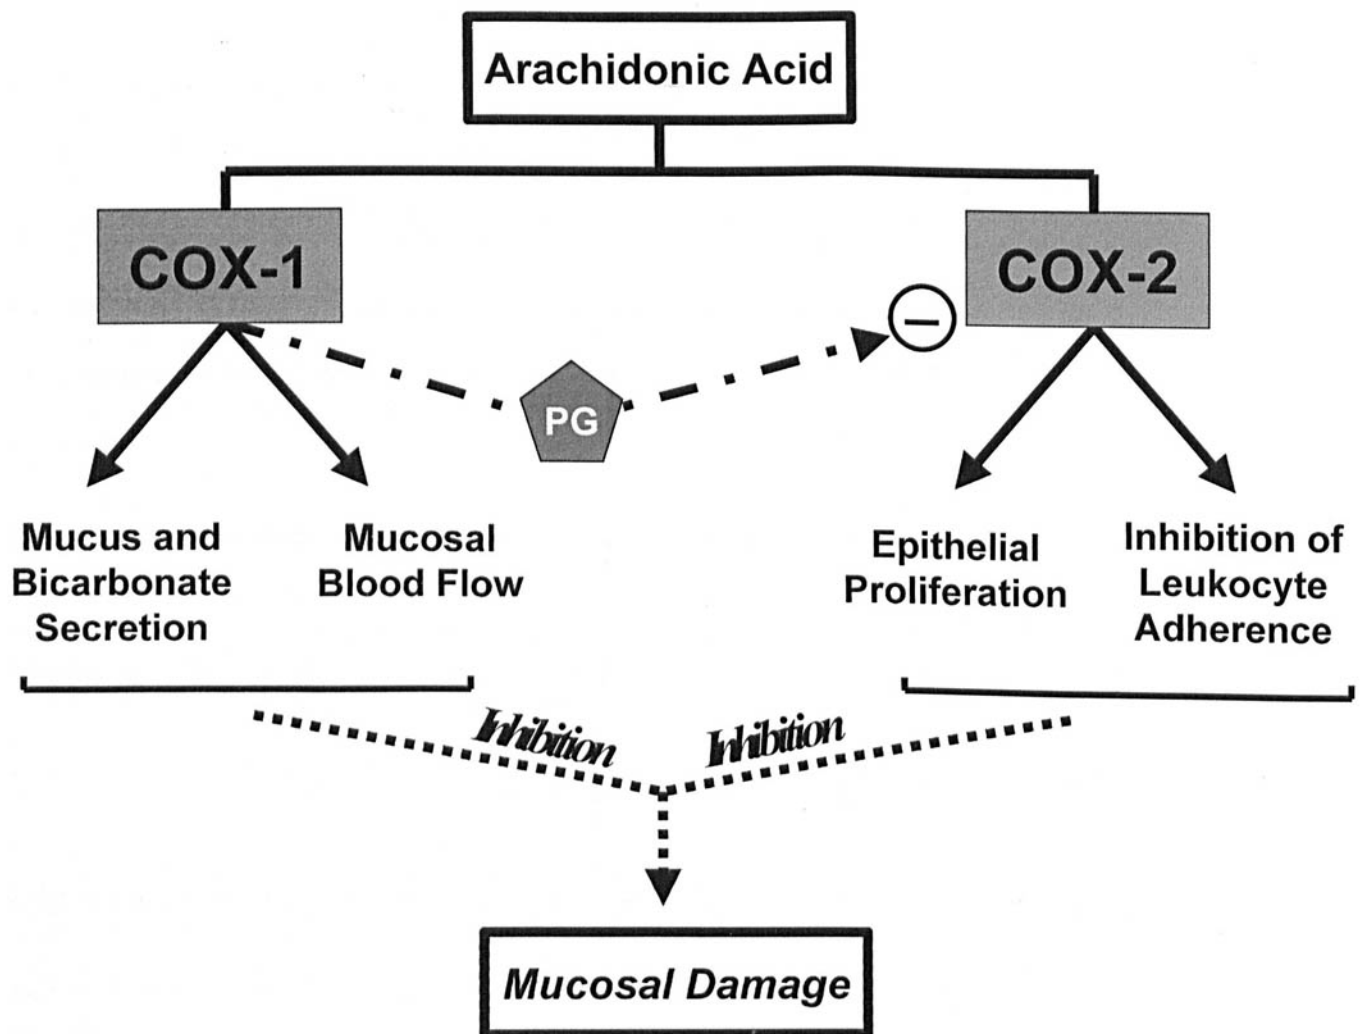 Arachidonic Acid
COX-1
COX-2
–
PG
Mucus and
Bicarbonate
Secretion
Mucosal
Blood Flow
Epithelial
Proliferation
Inhibition of
Leukocyte
Adherence
Inhibition
Inhibition
Mucosal Damage